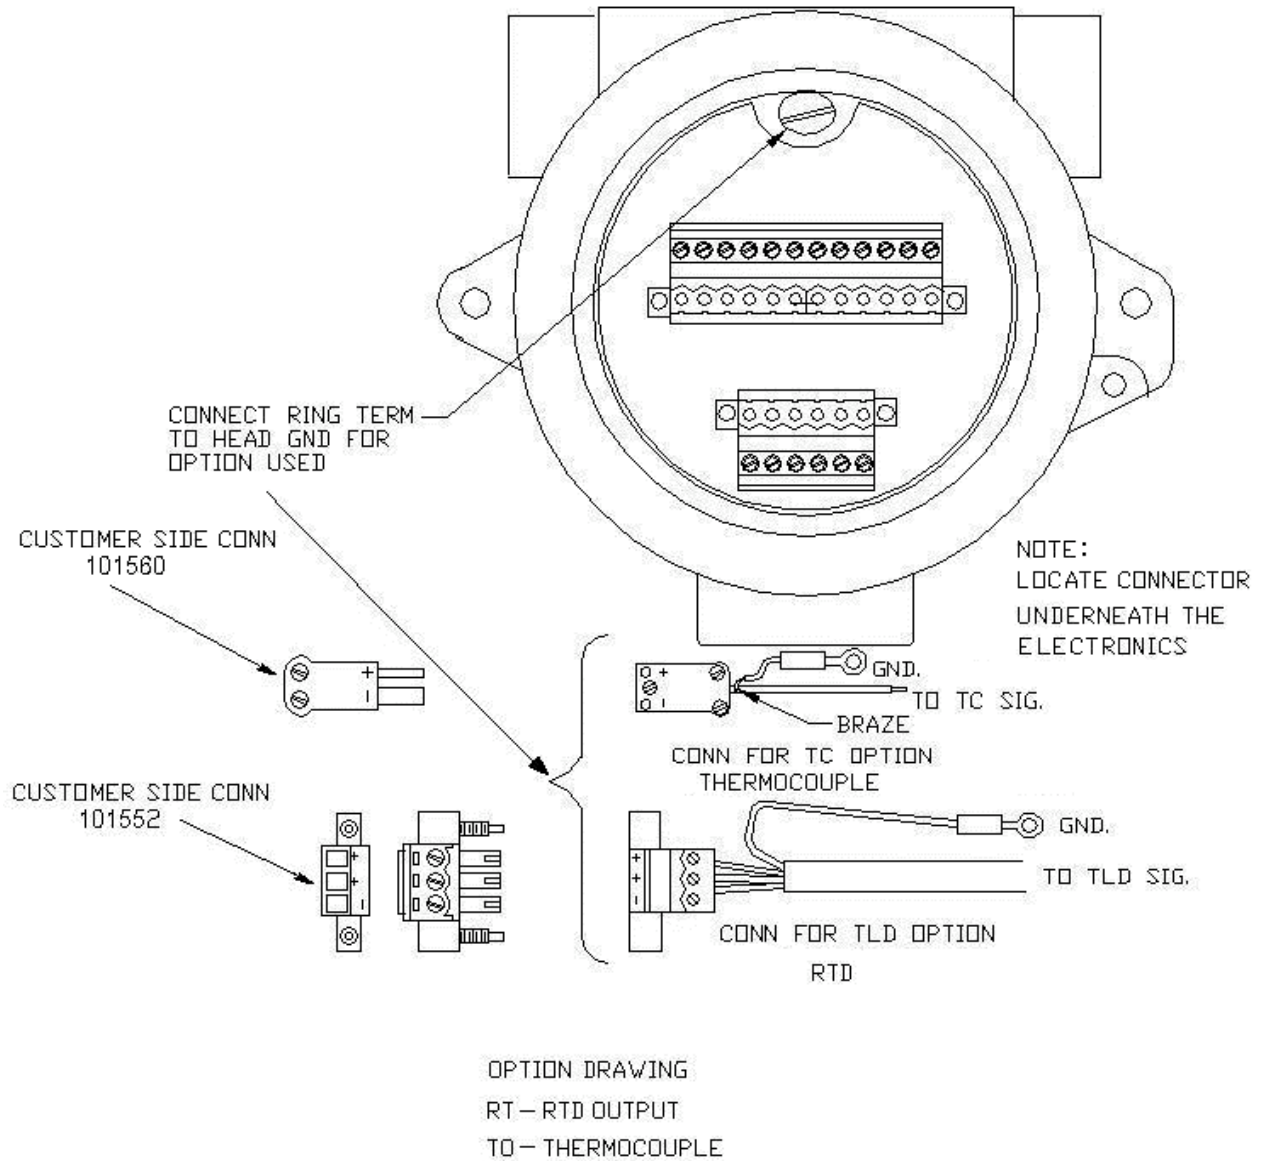 CONNECT RING TERM
TO HEAD GND FOR
OPTION USED
CUSTOMER SIDE CONN
101560
NOTE:
LOCATE CONNECTOR
UNDERNEATH THE
ELECTRONICS
+
-
+
-
GND.
TO TC SIG.
BRAZE
CONN FOR TC OPTION
THERMOCOUPLE
CUSTOMER SIDE CONN
101552
+
+
-
+
+
-
GND.
TO TLD SIG.
CONN FOR TLD OPTION
RTD
OPTION DRAWING
RT - RTD OUTPUT
TO - THERMOCOUPLE